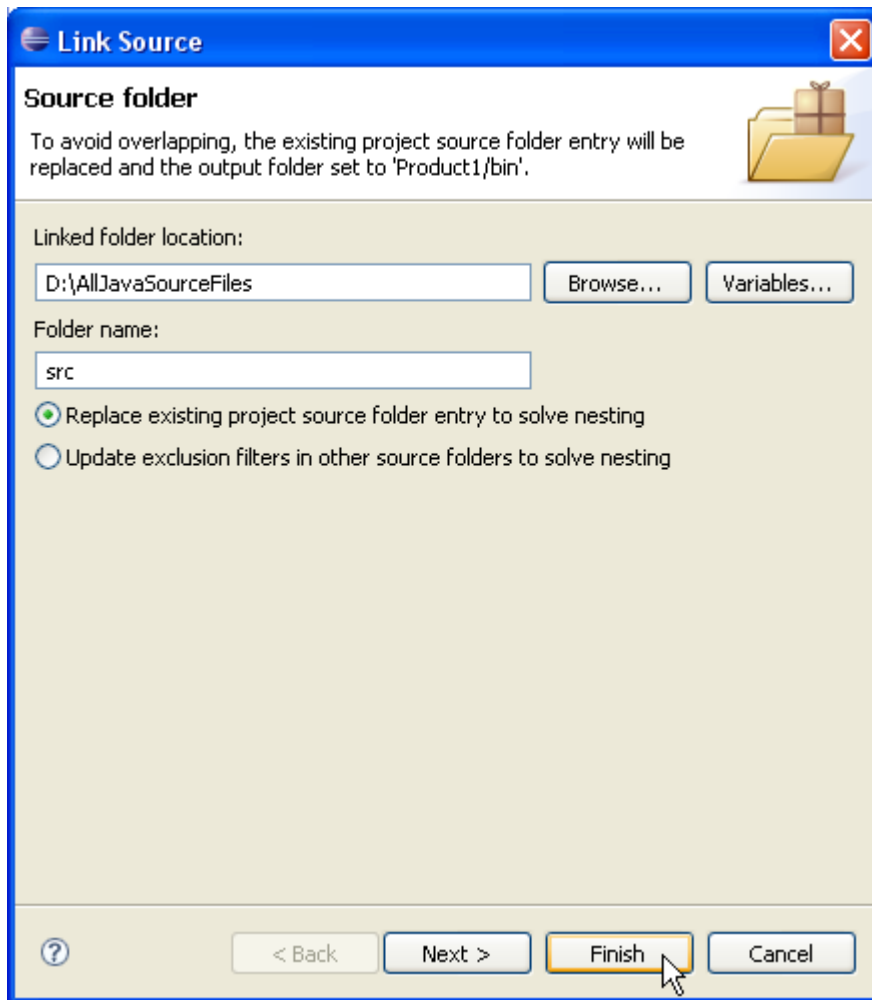 Link Source
Source folder
To avoid overlapping, the existing project source folder entry will be
replaced and the output folder set to 'Product1/bin'.
Linked folder location:
D:\AllJavaSourceFiles
Browse...
Variables...
Folder name:
src
Replace existing project source folder entry to solve nesting
Update exclusion filters in other source folders to solve nesting
?
< Back
Next >
Finish
Cancel